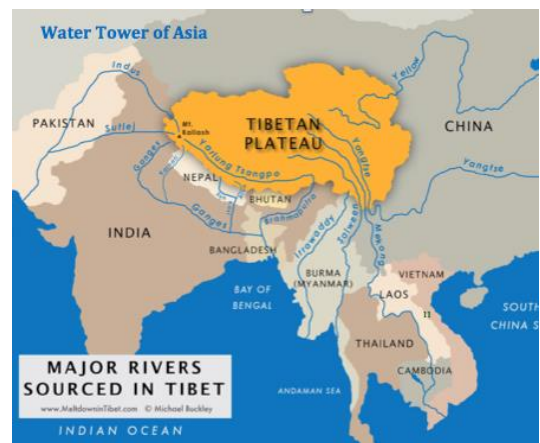 Water Tower of Asia
Indus
Yellow
Mt.
Kailash
PAKISTAN
Sutlej
TIBETAN
PLATEAU
CHINA
Ganges
Yarlung Tsangpo
Yangtse
Yangtse
NEPAL
BHUTAN
Ganges
Brahmaputra
INDIA
BANGLADESH
Irrawaddy
Salween
Mekong
BAY OF
BENGAL
BURMA
(MYANMAR)
VIETNAM
LAOS
SOUTH
CHINA S
THAILAND
CAMBODIA
MAJOR RIVERS
SOURCED IN TIBET
www.MeltdowninTibet.com © Michael Buckley
ANDAMAN SEA
INDIAN OCEAN